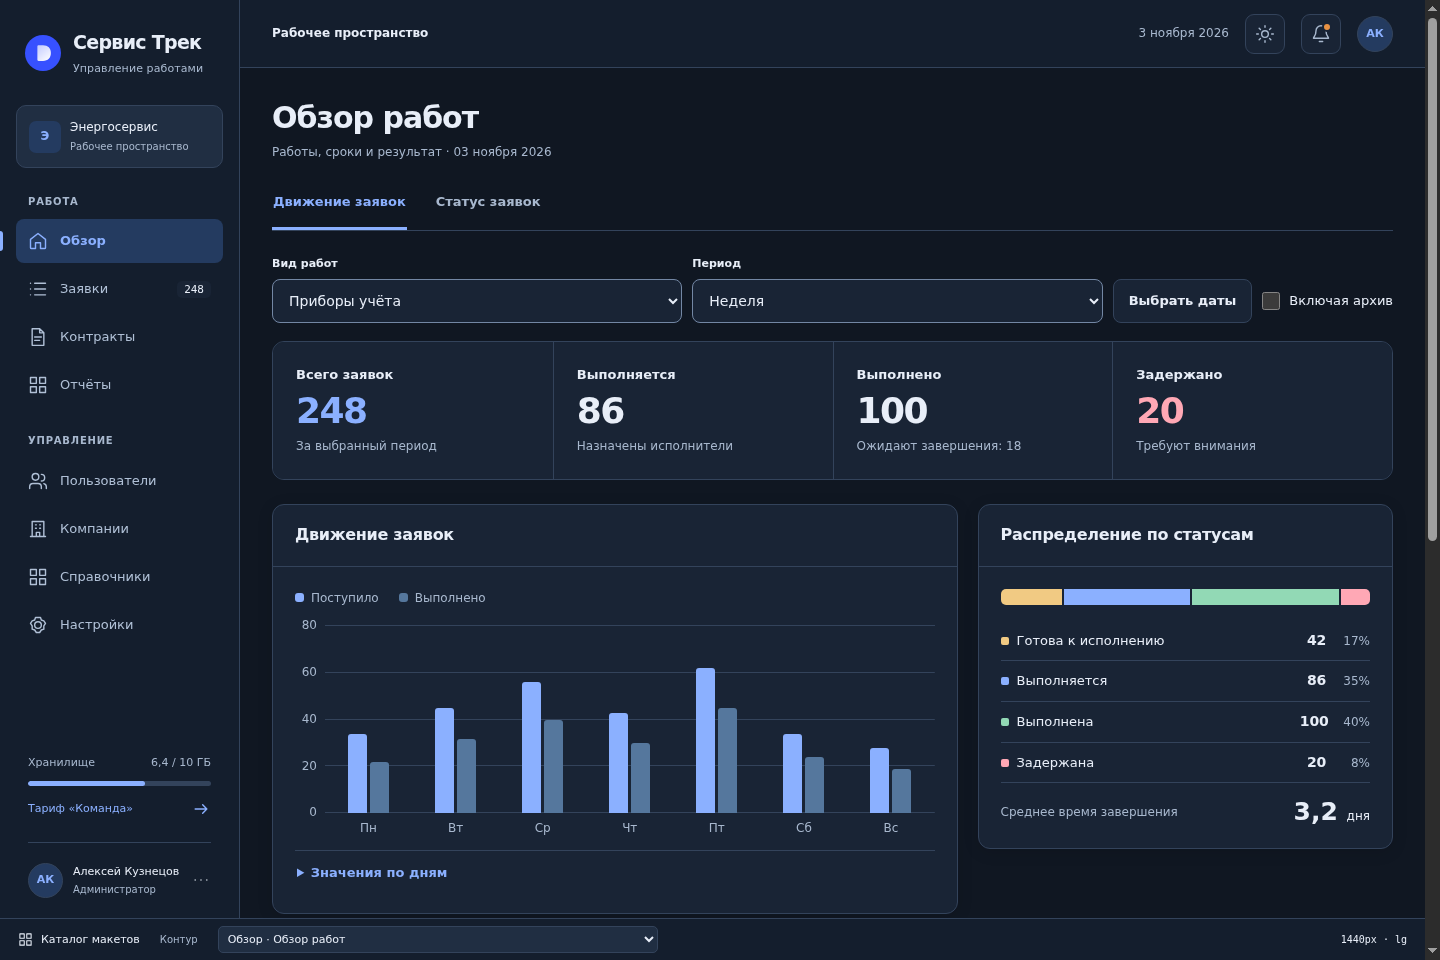 Сервис Трек
Управление работами
Э
Энергосервис
Рабочее пространство
РАБОТА
Обзор
Заявки 248
Контракты
Отчёты
УПРАВЛЕНИЕ
Пользователи
Компании
Справочники
Настройки
Хранилище 6,4 / 10 ГБ
Тариф «Команда»
АК
Алексей Кузнецов
Администратор
Рабочее пространство
3 ноября 2026
АК
Обзор работ
Работы, сроки и результат · 03 ноября 2026
Движение заявок Статус заявок
Вид работ Период
Приборы учёта Неделя Выбрать даты Включая архив
Всего заявок
248
За выбранный период
Выполняется
86
Назначены исполнители
Выполнено
100
Ожидают завершения: 18
Задержано
20
Требуют внимания
Движение заявок
Поступило Выполнено
80
60
40
20
0
Пн Вт Ср Чт Пт Сб Вс
Значения по дням
Распределение по статусам
Готова к исполнению 42 17%
Выполняется 86 35%
Выполнена 100 40%
Задержана 20 8%
Среднее время завершения 3,2 дня
Каталог макетов Контур Обзор · Обзор работ 1440px · lg